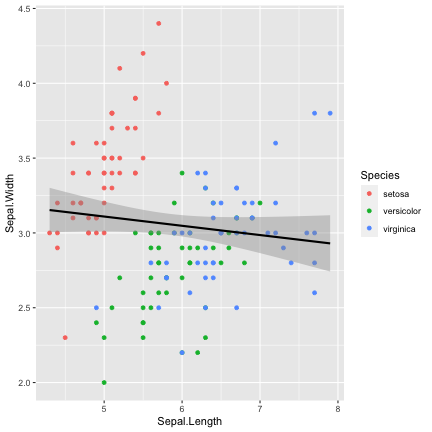 4.5
4.0
3.5
3.0
2.5
2.0
Sepal.Width
5
6
7
8
Sepal.Length
Species
setosa
versicolor
virginica